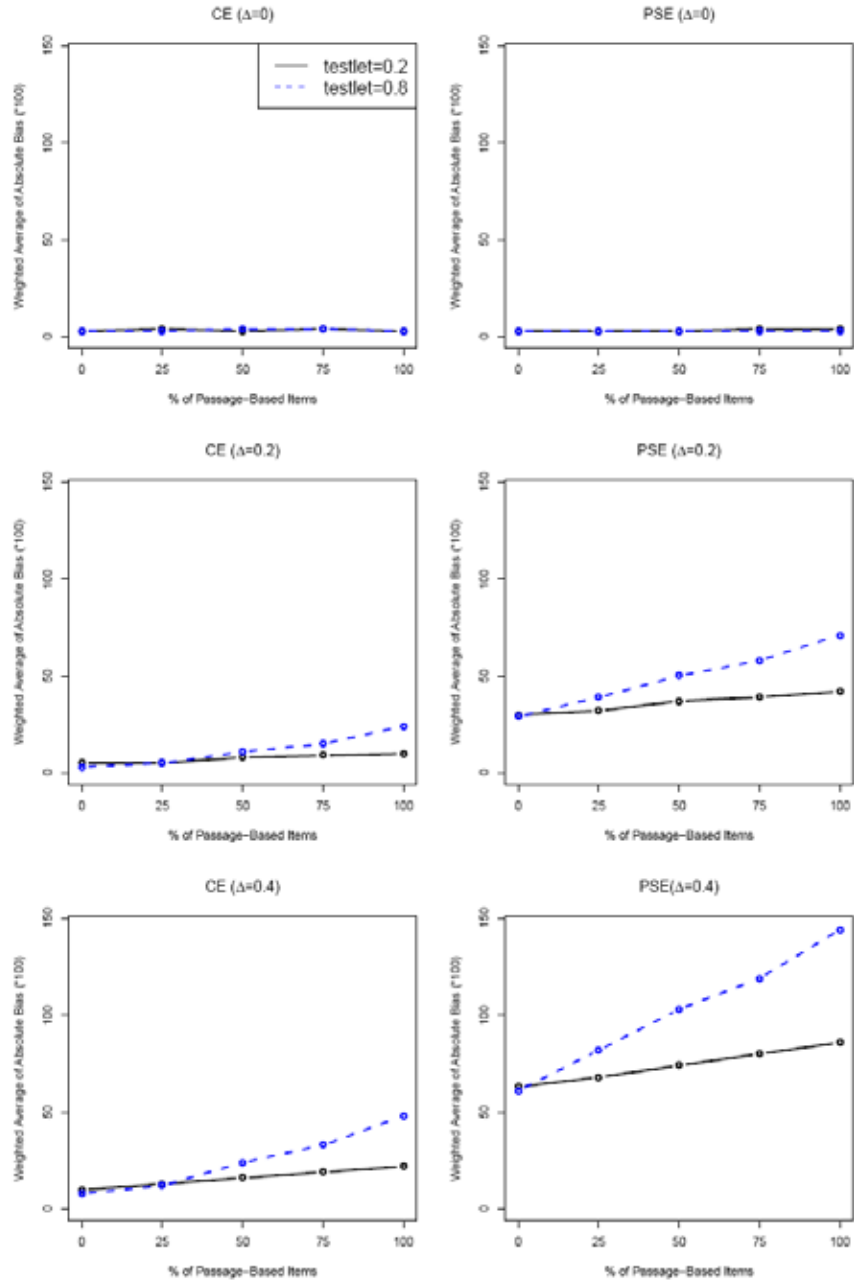 CE (Δ=0)
Weighted Average of Absolute Bias (*100)
150
100
50
0
testlet=0.2
testlet=0.8
0 25 50 75 100
% of Passage-Based Items
PSE (Δ=0)
Weighted Average of Absolute Bias (*100)
150
100
50
0
0 25 50 75 100
% of Passage-Based Items
CE (Δ=0.2)
Weighted Average of Absolute Bias (*100)
150
100
50
0
0 25 50 75 100
% of Passage-Based Items
PSE (Δ=0.2)
Weighted Average of Absolute Bias (*100)
150
100
50
0
0 25 50 75 100
% of Passage-Based Items
CE (Δ=0.4)
Weighted Average of Absolute Bias (*100)
150
100
50
0
0 25 50 75 100
% of Passage-Based Items
PSE(Δ=0.4)
Weighted Average of Absolute Bias (*100)
150
100
50
0
0 25 50 75 100
% of Passage-Based Items